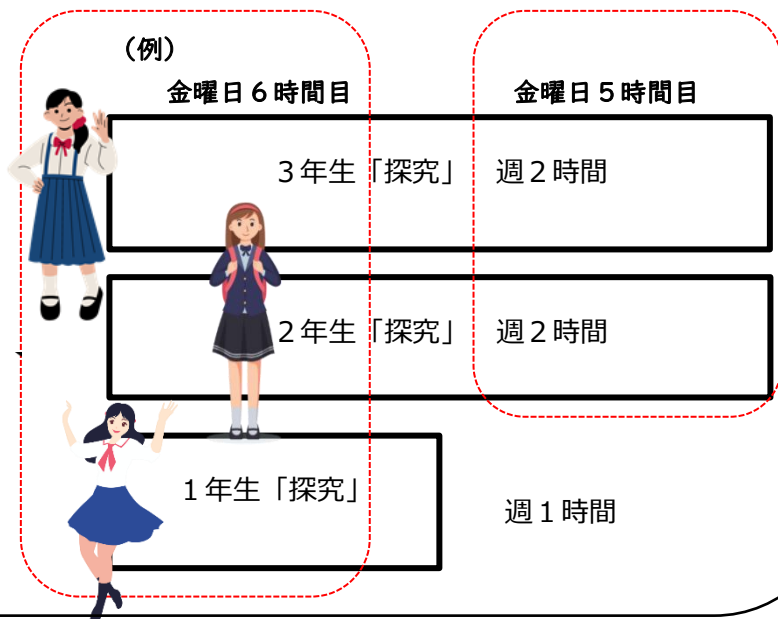 （例）
金曜日６時間目　金曜日５時間目
３年生「探究」　週２時間
２年生「探究」　週２時間
１年生「探究」　週１時間